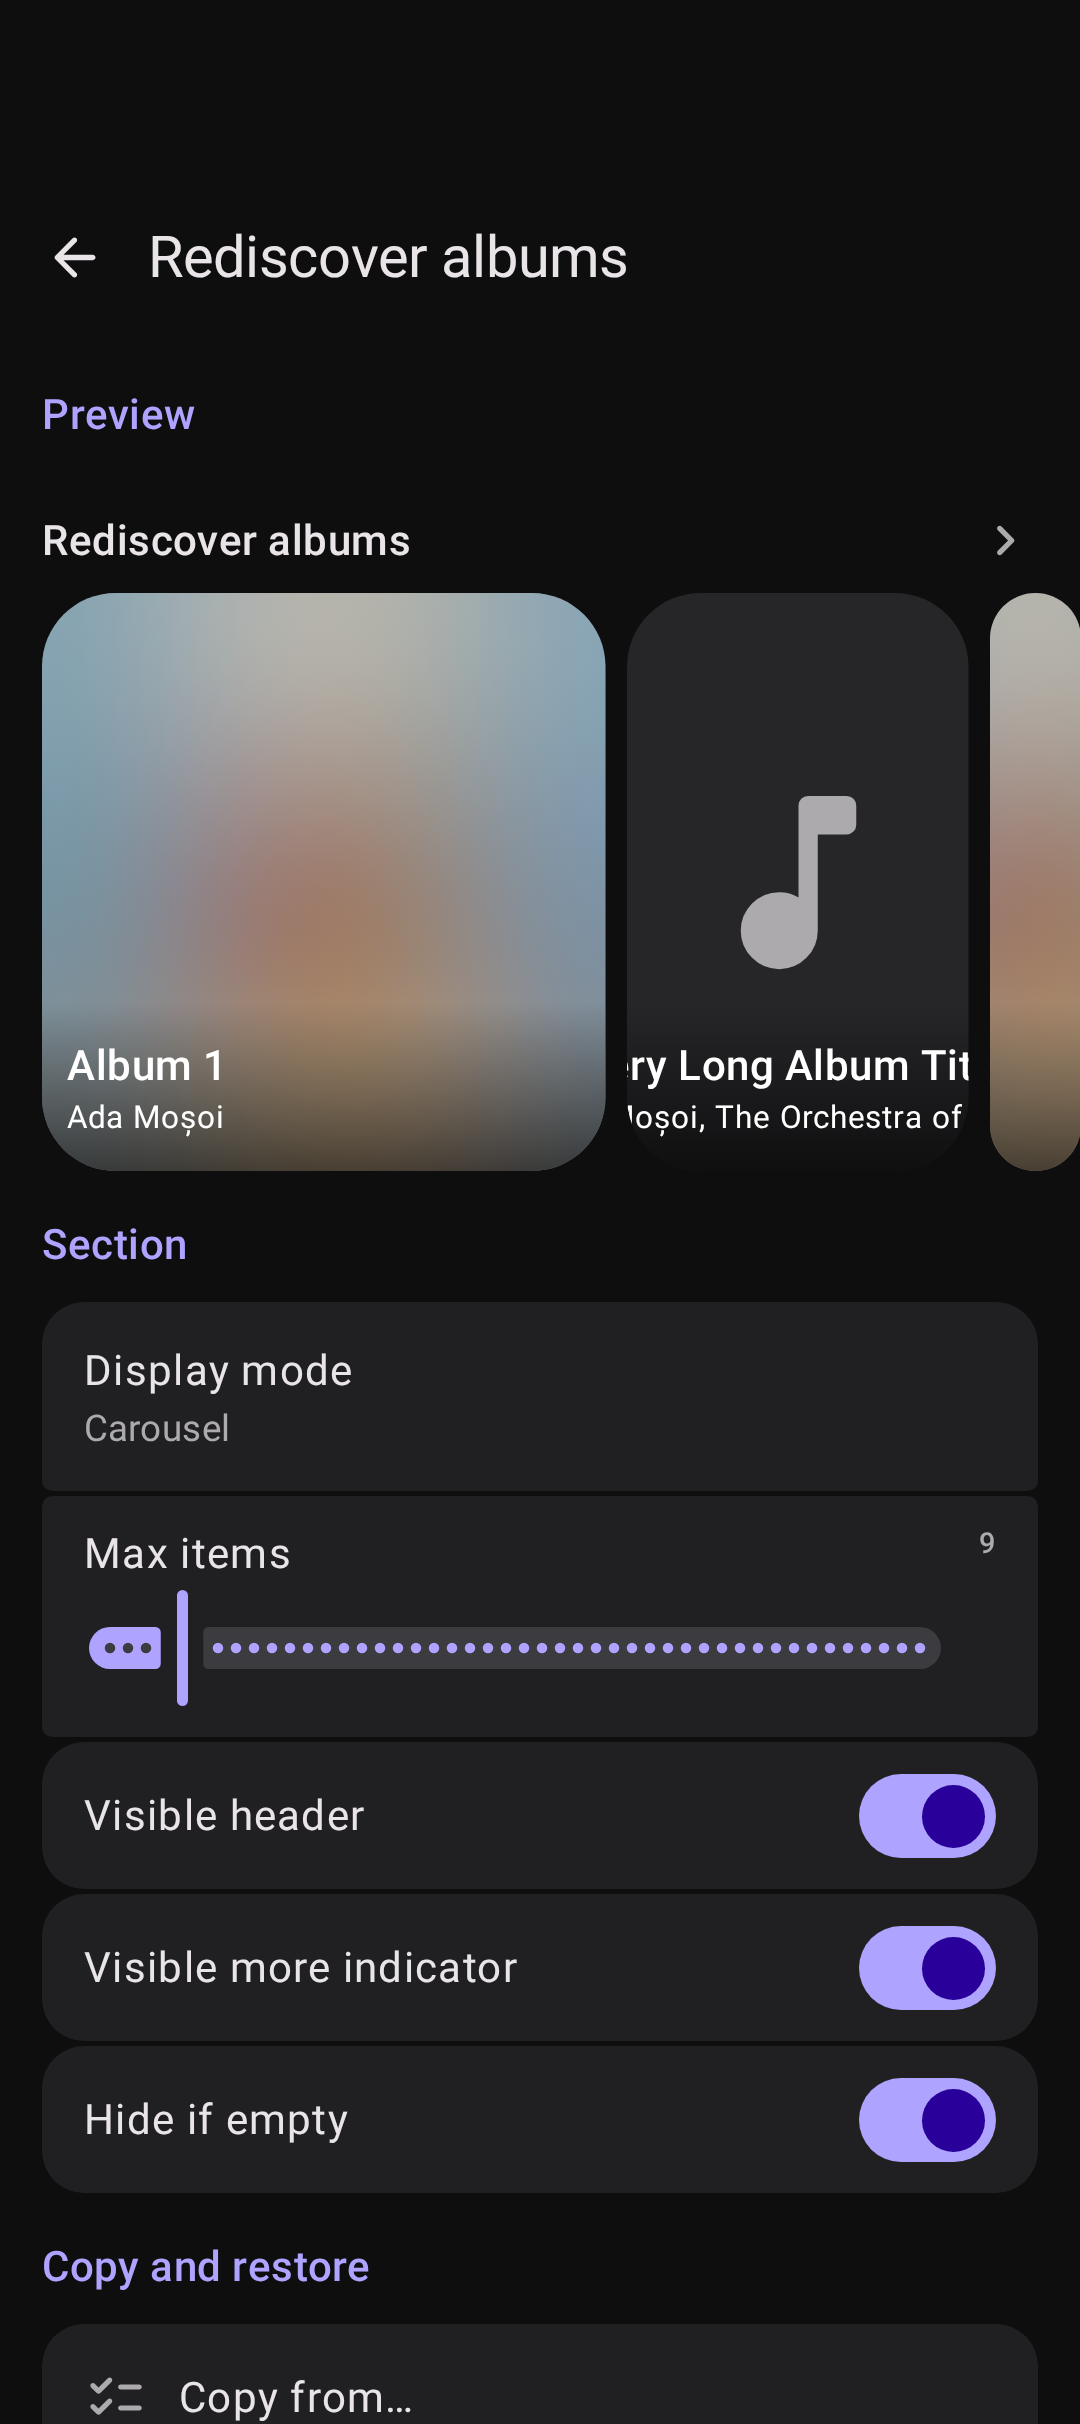 Rediscover albums
Preview
Rediscover albums
Album 1
Ada Moșoi
ery Long Album Tit
oșoi, The Orchestra of
Section
Display mode
Carousel
Max items
9
Visible header
Visible more indicator
Hide if empty
Copy and restore
Copy from…